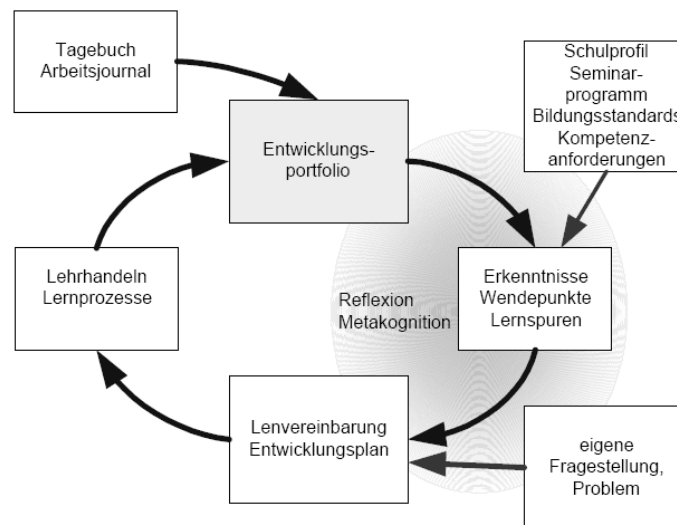 Tagebuch
Arbeitsjournal
Schulprofil
Seminar-
programm
Bildungsstandards
Kompetenz-
anforderungen
Entwicklungs-
portfolio
Lehrhandeln
Lernprozesse
Reflexion
Metakognition
Erkenntnisse
Wendepunkte
Lernspuren
Lenvereinbarung
Entwicklungsplan
eigene
Fragestellung,
Problem